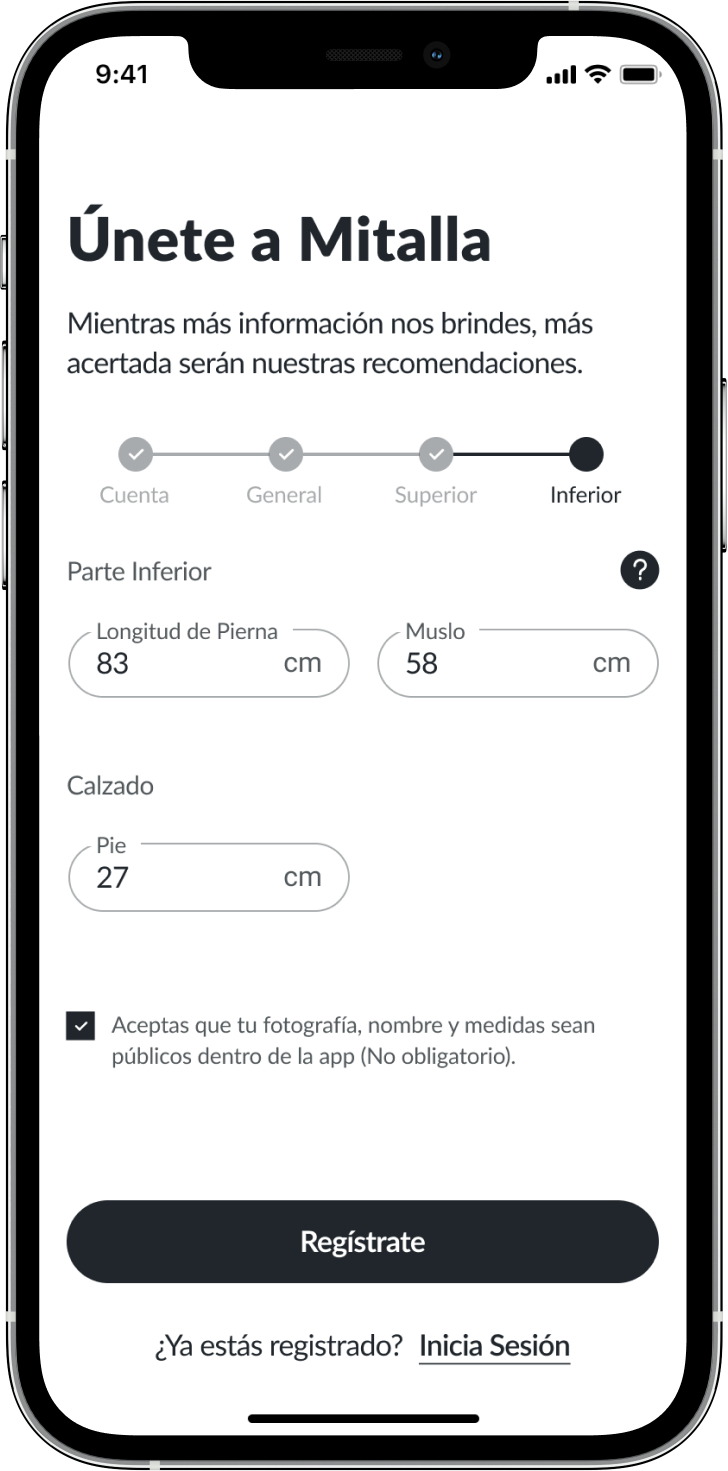 9:41
Únete a Mitalla
Mientras más información nos brindes, más
acertada serán nuestras recomendaciones.
Cuenta General Superior Inferior
Parte Inferior ?
Longitud de Pierna Muslo
83 cm 58 cm
Calzado
Pie
27 cm
Aceptas que tu fotografía, nombre y medidas sean
públicos dentro de la app (No obligatorio).
Regístrate
¿Ya estás registrado? Inicia Sesión